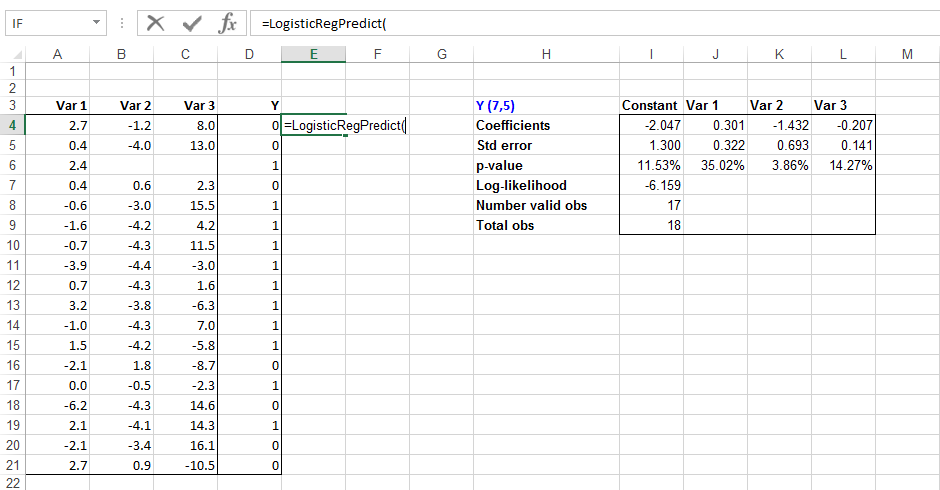 IF fx =LogisticRegPredict(
A B C D E F G H I J K L M
1
2
3 Var 1 Var 2 Var 3 Y Y (7,5) Constant Var 1 Var 2 Var 3
4 2.7 -1.2 8.0 0 =LogisticRegPredict( Coefficients -2.047 0.301 -1.432 -0.207
5 0.4 -4.0 13.0 0 Std error 1.300 0.322 0.693 0.141
6 2.4 1 p-value 11.53% 35.02% 3.86% 14.27%
7 0.4 0.6 2.3 0 Log-likelihood -6.159
8 -0.6 -3.0 15.5 1 Number valid obs 17
9 -1.6 -4.2 4.2 1 Total obs 18
10 -0.7 -4.3 11.5 1
11 -3.9 -4.4 -3.0 1
12 0.7 -4.3 1.6 1
13 3.2 -3.8 -6.3 1
14 -1.0 -4.3 7.0 1
15 1.5 -4.2 -5.8 1
16 -2.1 1.8 -8.7 0
17 0.0 -0.5 -2.3 1
18 -6.2 -4.3 14.6 0
19 2.1 -4.1 14.3 1
20 -2.1 -3.4 16.1 0
21 2.7 0.9 -10.5 0
22